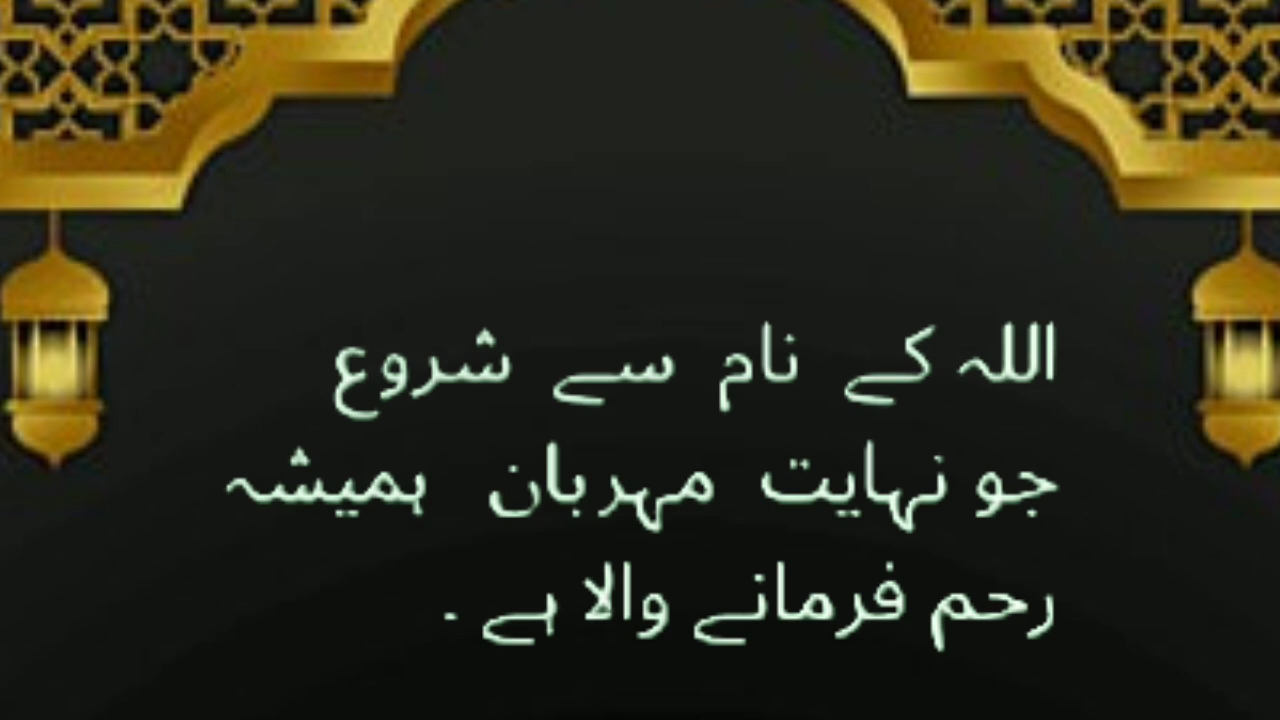 اللہ کے نام سے شروع
جو نہایت مہربان ہمیشہ
رحم فرمانے والا ہے .